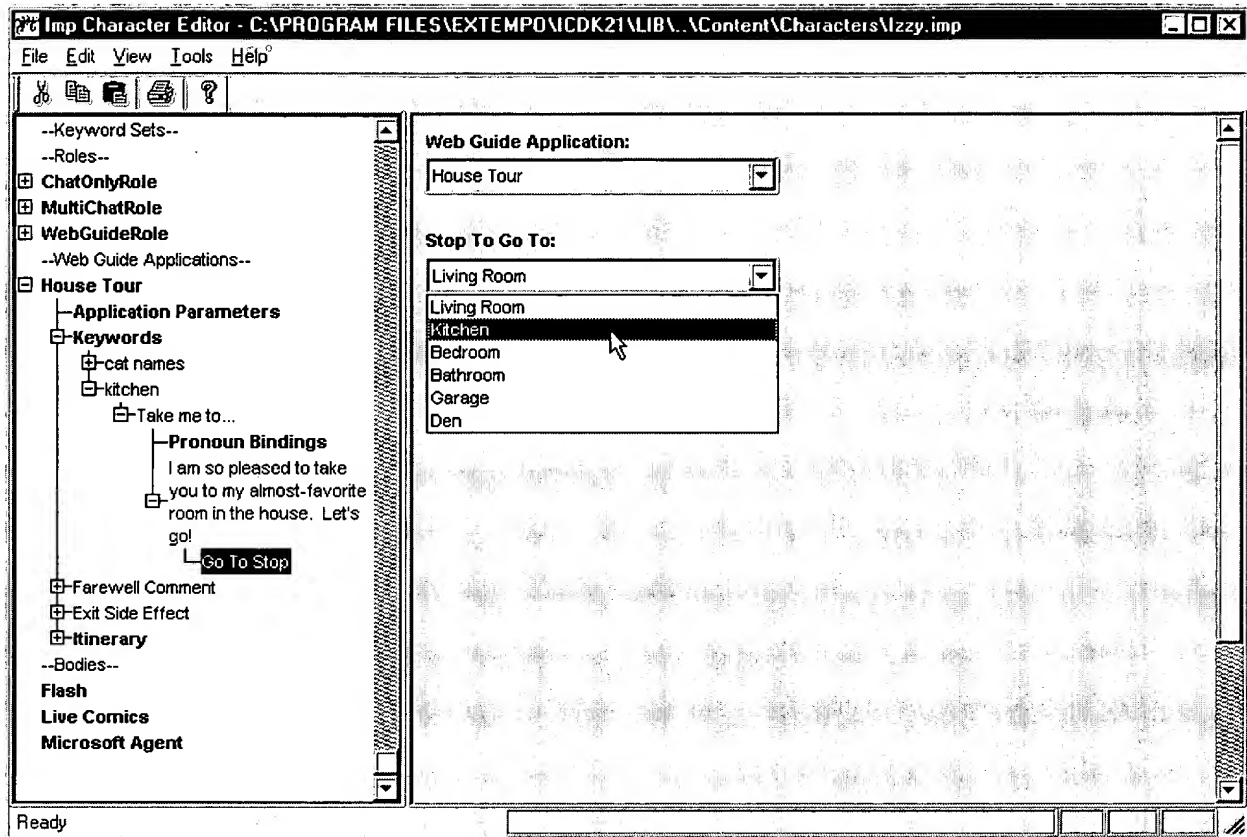 Imp Character Editor - C:\PROGRAM FILES\EXTEMPO\ICDK21\LIB\..\Content\Characters\Izzy.imp
File Edit View Tools Help
--Keyword Sets--
--Roles--
ChatOnlyRole
MultiChatRole
WebGuideRole
--Web Guide Applications--
House Tour
Application Parameters
Keywords
cat names
kitchen
Take me to...
Pronoun Bindings
I am so pleased to take
you to my almost-favorite
room in the house. Let's
go!
Go To Stop
Farewell Comment
Exit Side Effect
Itinerary
--Bodies--
Flash
Live Comics
Microsoft Agent
Web Guide Application:
House Tour
Stop To Go To:
Living Room
Living Room
Kitchen
Bedroom
Bathroom
Garage
Den
Ready